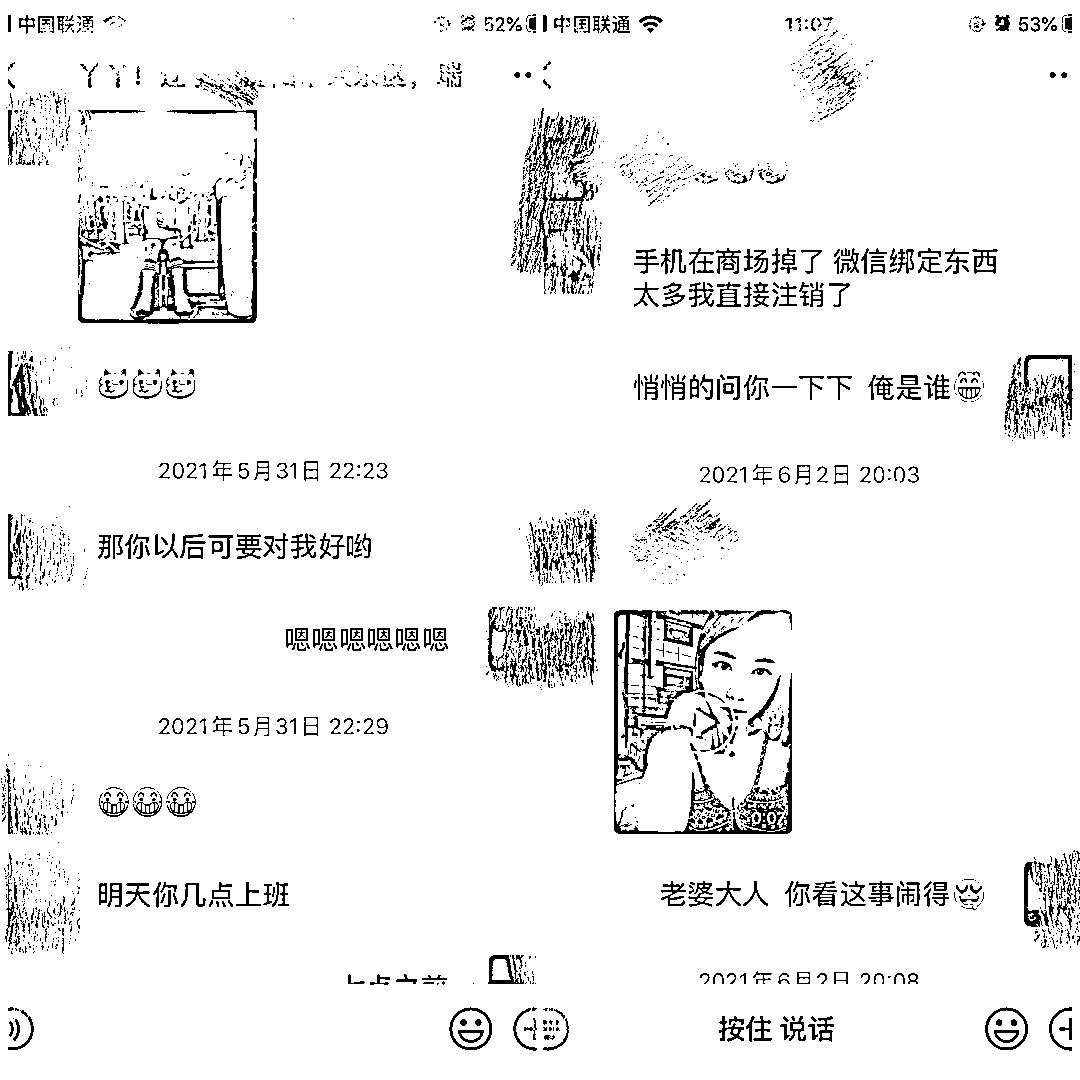 中国联通
52%
丫丫！
瑞
2021年5月31日 22:23
那你以后可要对我好哟
嗯嗯嗯嗯嗯嗯
2021年5月31日 22:29
明天你几点上班
中国联通
11:07
53%
手机在商场掉了 微信绑定东西
太多我直接注销了
悄悄的问你一下下 俺是谁
2021年6月2日 20:03
0:07
老婆大人 你看这事闹得
2021年6月2日 20:08
按住 说话